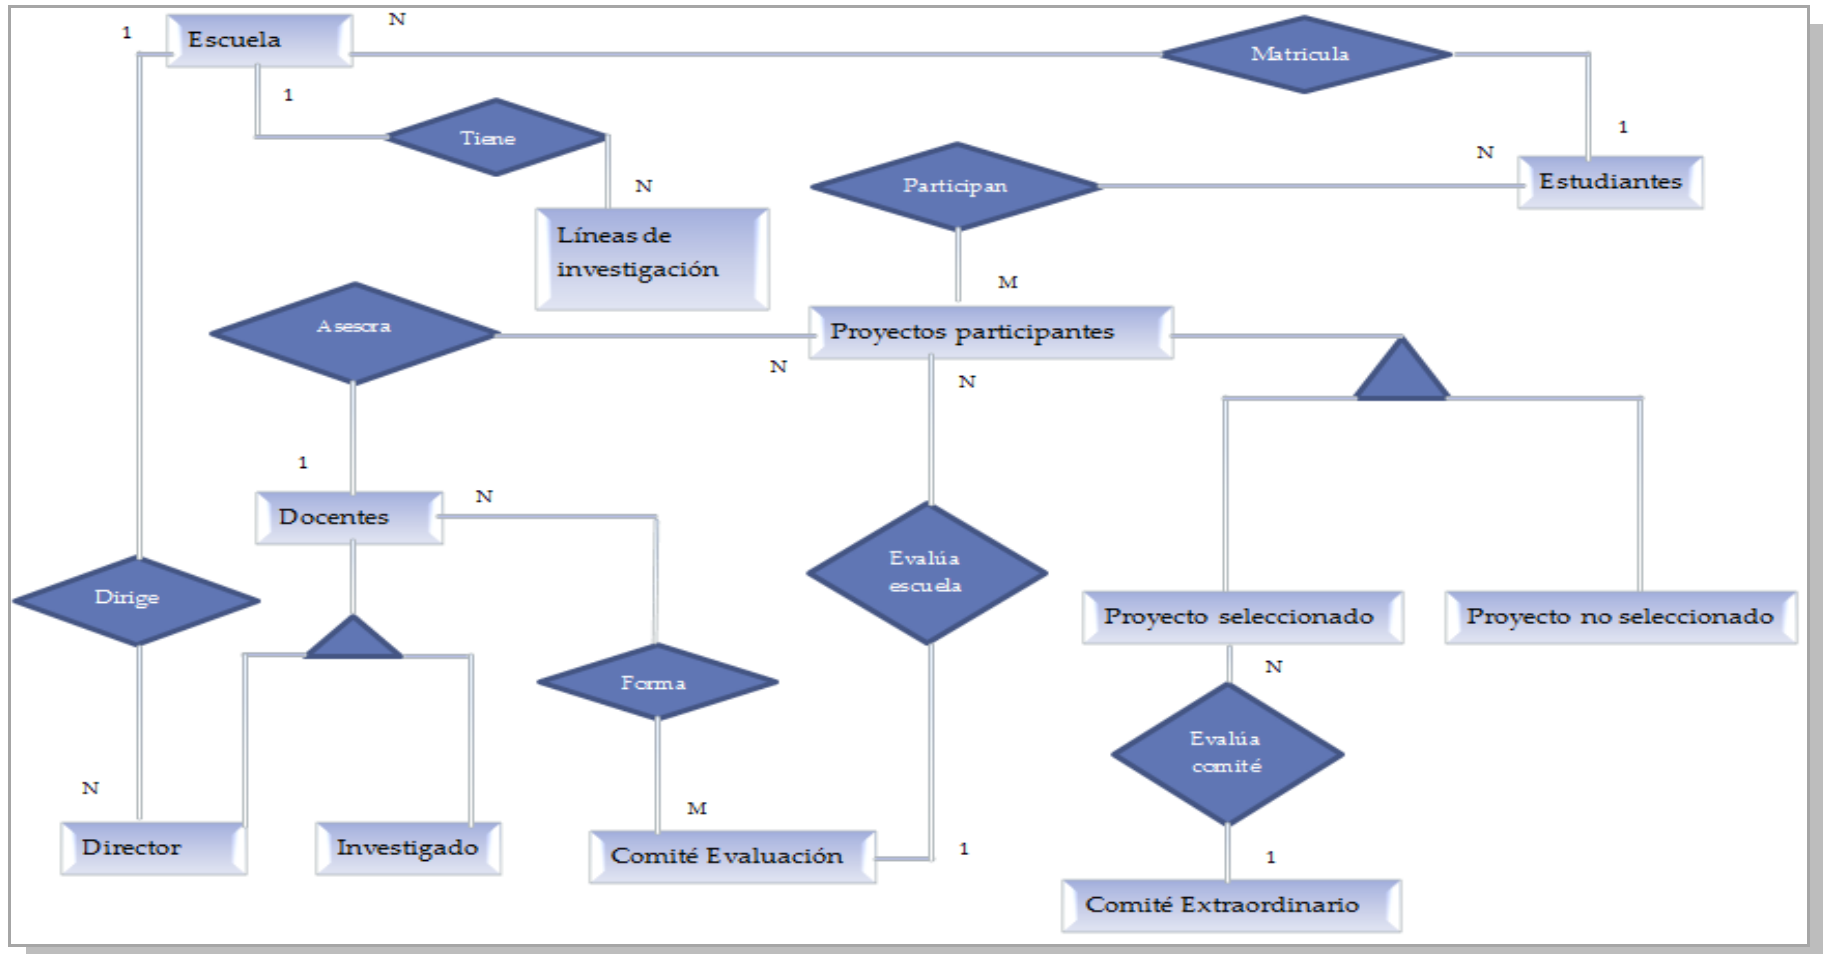 1
Escuela
N
Matricula
1
Tiene
1
N
N
Participan
Estudiantes
Líneas de
investigación
M
Asesora
Proyectos participantes
N
N
1
N
Docentes
Evalúa
escuela
Dirige
Proyecto seleccionado
Proyecto no seleccionado
N
Forma
Evalúa
comité
N
M
Director
Investigado
Comité Evaluación
1
1
Comité Extraordinario